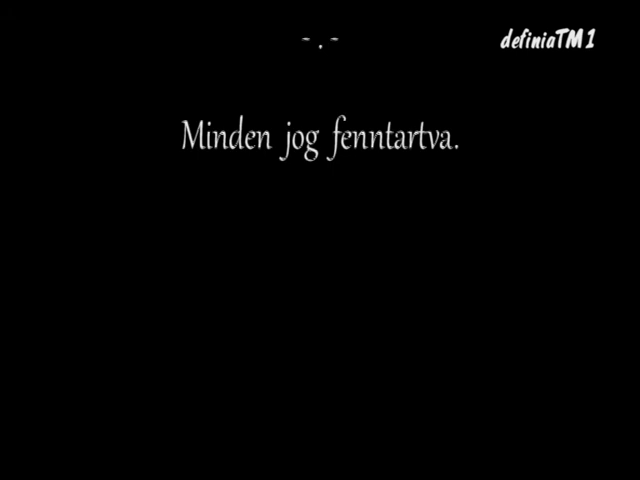 - . -
definiaTM1
Minden jog fenntartva.